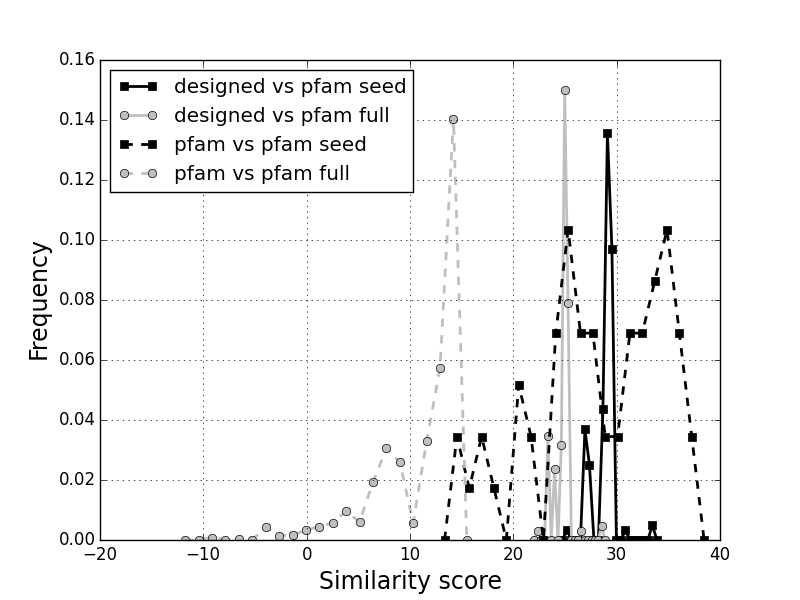 0.16
0.14
0.12
0.10
0.08
0.06
0.04
0.02
0.00
Frequency
designed vs pfam seed
designed vs pfam full
pfam vs pfam seed
pfam vs pfam full
−20 −10 0 10 20 30 40
Similarity score